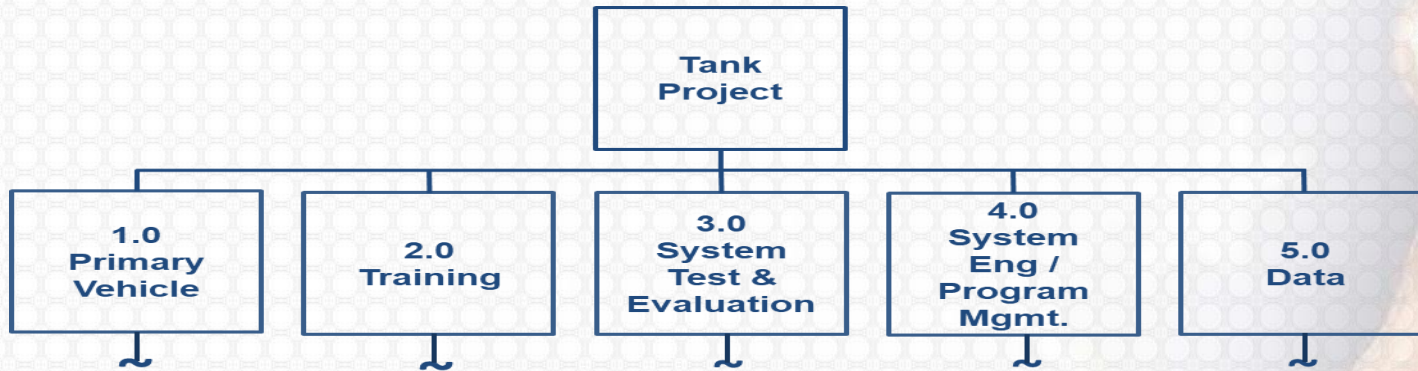 Tank
Project
1.0
Primary
Vehicle
2.0
Training
3.0
System
Test &
Evaluation
4.0
System
Eng /
Program
Mgmt.
5.0
Data